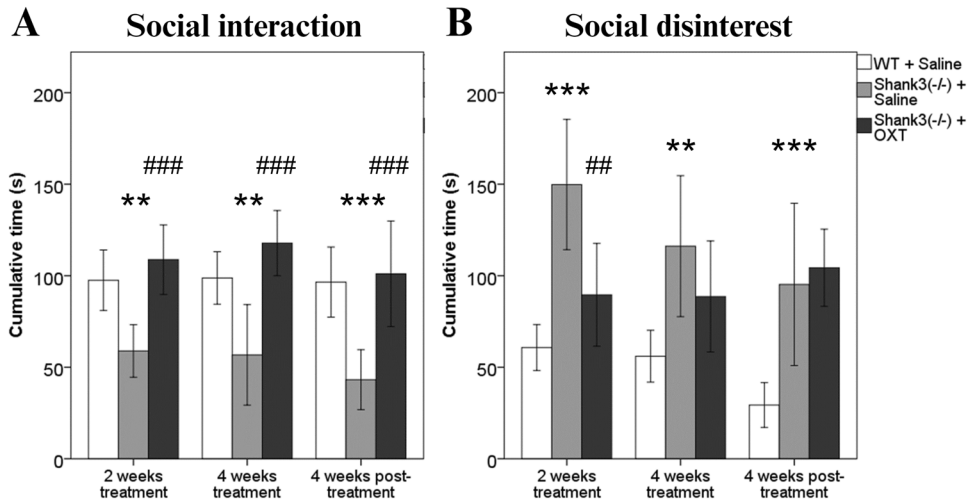 A
Social interaction
B
Social disinterest
WT + Saline
Shank3(-/-) +
Saline
Shank3(-/-) +
OXT
Cumulative time (s)
200
150
100
50
0
###
###
###
**
**
***
2 weeks
treatment
4 weeks
treatment
4 weeks post-
treatment
Cumulative time (s)
200
150
100
50
0
***
##
**
***
2 weeks
treatment
4 weeks
treatment
4 weeks post-
treatment